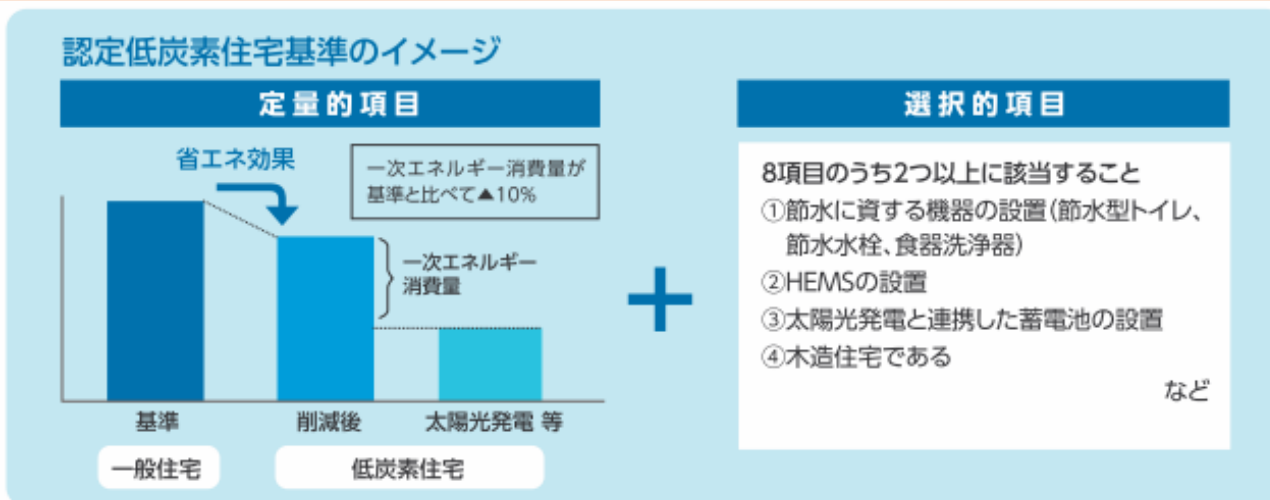 認定低炭素住宅基準のイメージ
定量的項目
省エネ効果
一次エネルギー消費量が
基準と比べて▲10%
一次エネルギー
消費量
基準
削減後
太陽光発電 等
一般住宅
低炭素住宅
+
選択的項目
8項目のうち2つ以上に該当すること
①節水に資する機器の設置(節水型トイレ、
節水水栓、食器洗浄器)
②HEMSの設置
③太陽光発電と連携した蓄電池の設置
④木造住宅である
など